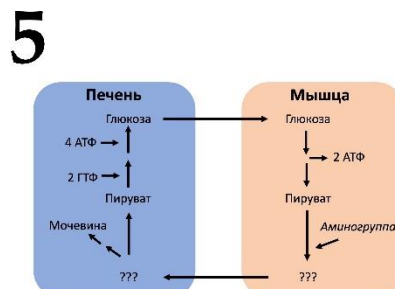 5
Печень
Глюкоза
4 АТФ
2 ГТФ
Пируват
Мочевина
???
Мышца
Глюкоза
2 АТФ
Пируват
Аминогруппа
???